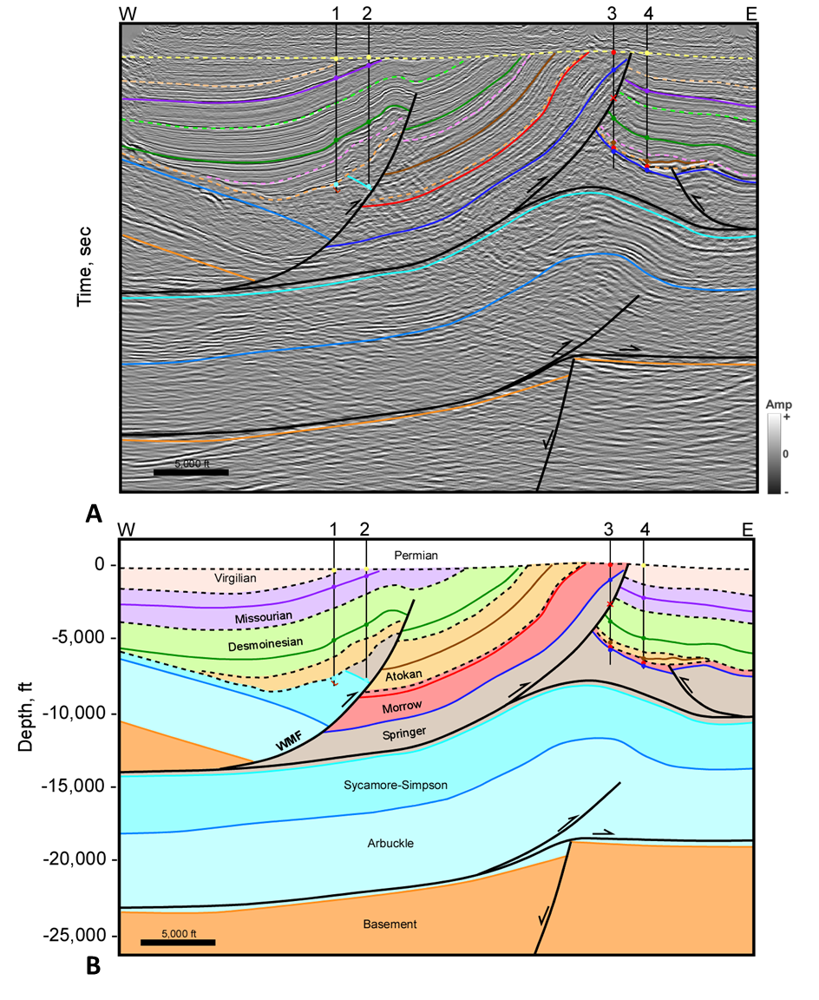 W 1 2 3 4 E
Time, sec
Amp
+
0
-
5,000 ft
A
W 1 2 3 4 E
Permian
0
Virgilian
Missourian
Desmoinesian
-5,000
Atokan
Morrow
-10,000
Springer
WMF
Depth, ft
Sycamore-Simpson
-15,000
Arbuckle
-20,000
Basement
5,000 ft
-25,000
B